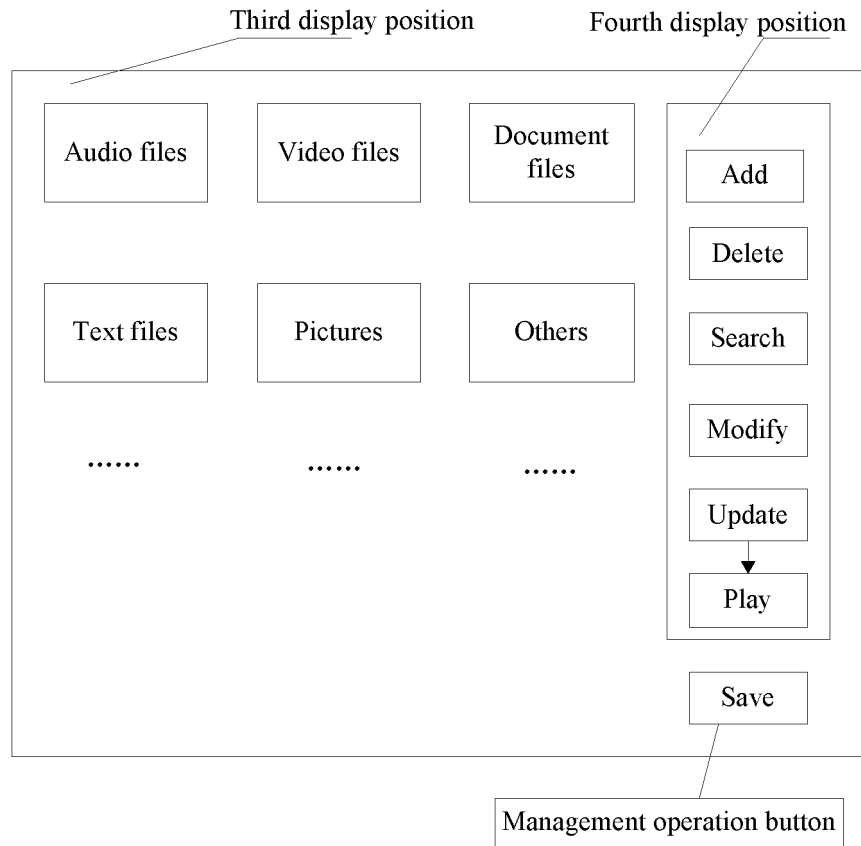 Third display position
Fourth display position
Audio files
Video files
Document
files
Add
Delete
Text files
Pictures
Others
Search
Modify
......
......
......
Update
Play
Save
Management operation button